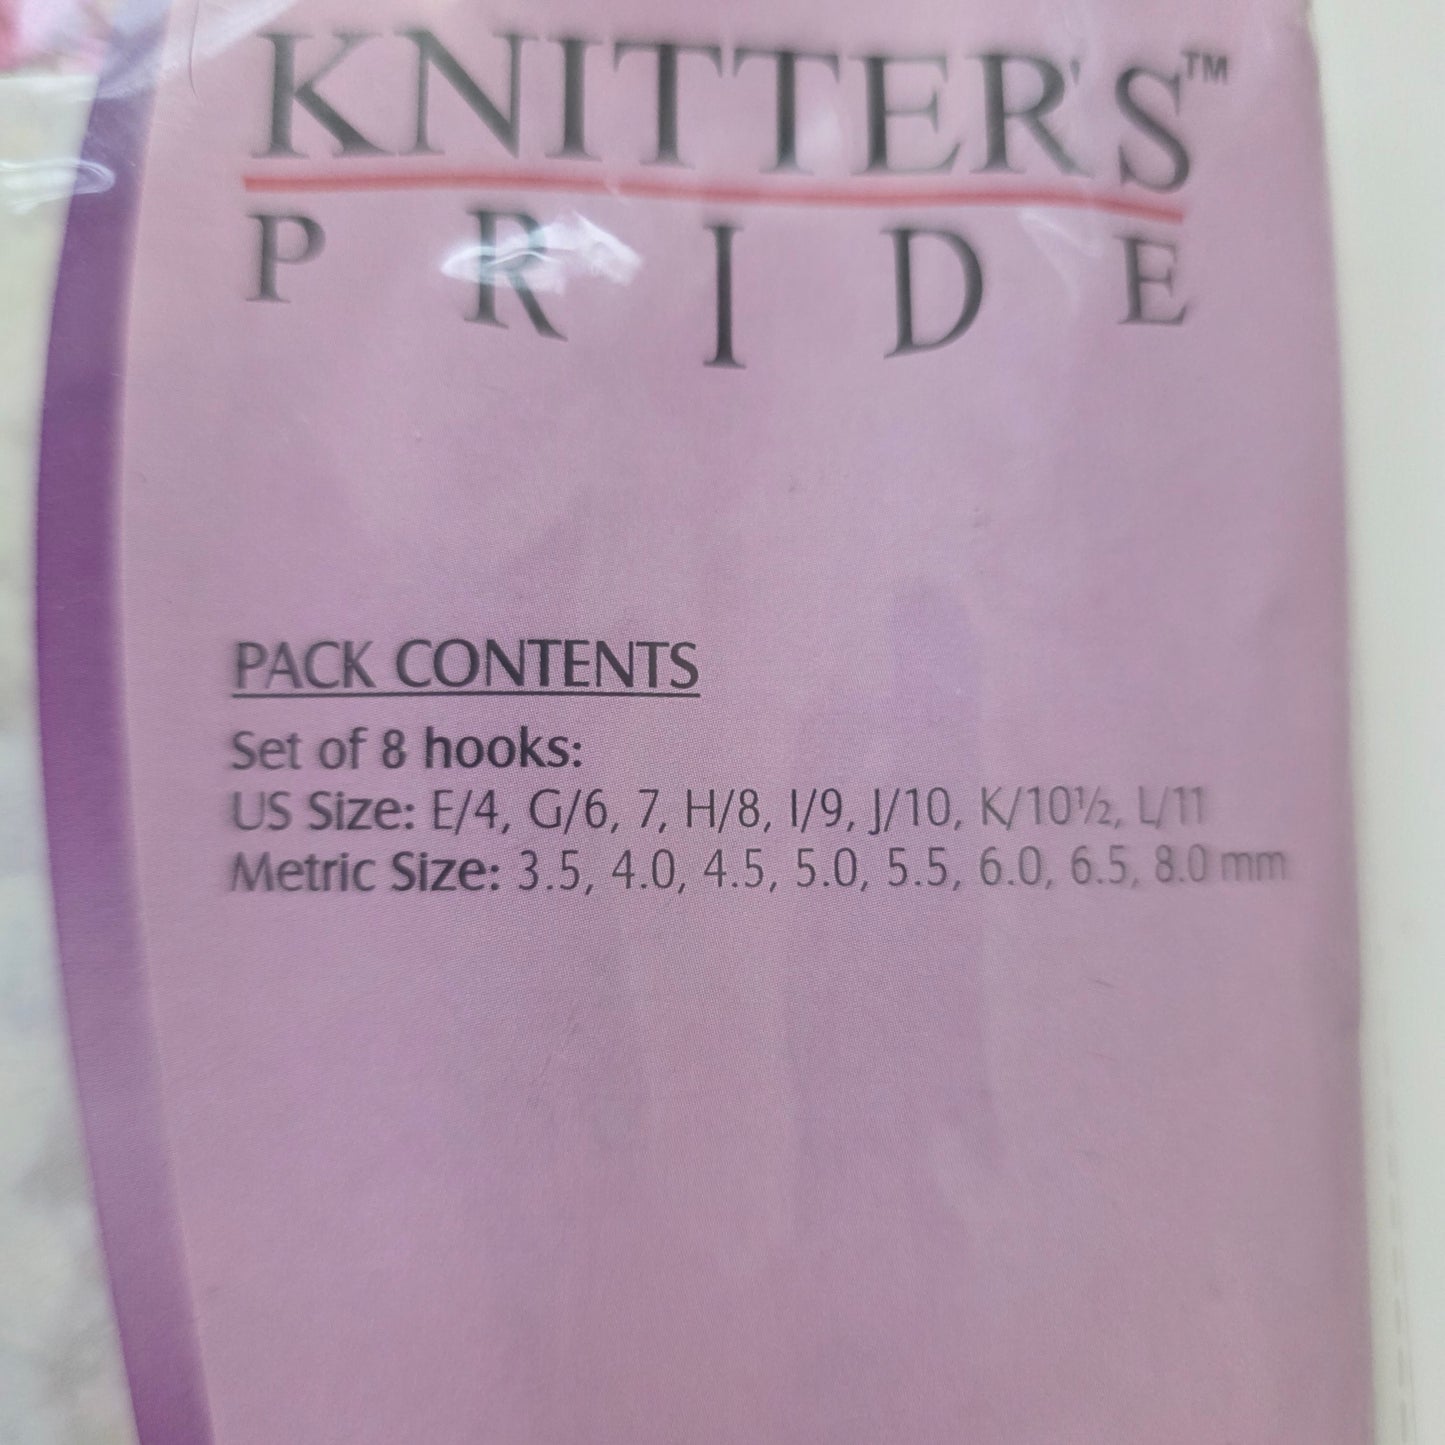 KNITTER'S™
PRIDE
PACK CONTENTS
Set of 8 hooks:
US Size: E/4, G/6, 7, H/8, I/9, J/10, K/10½, L/11
Metric Size: 3.5, 4.0, 4.5, 5.0, 5.5, 6.0, 6.5, 8.0 mm